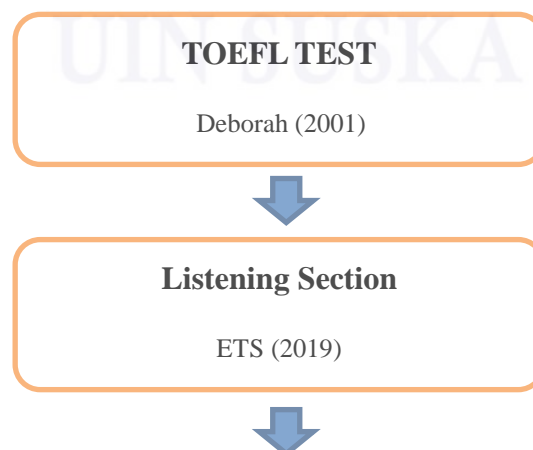 UIN SUSKA
TOEFL TEST
Deborah (2001)
Listening Section
ETS (2019)